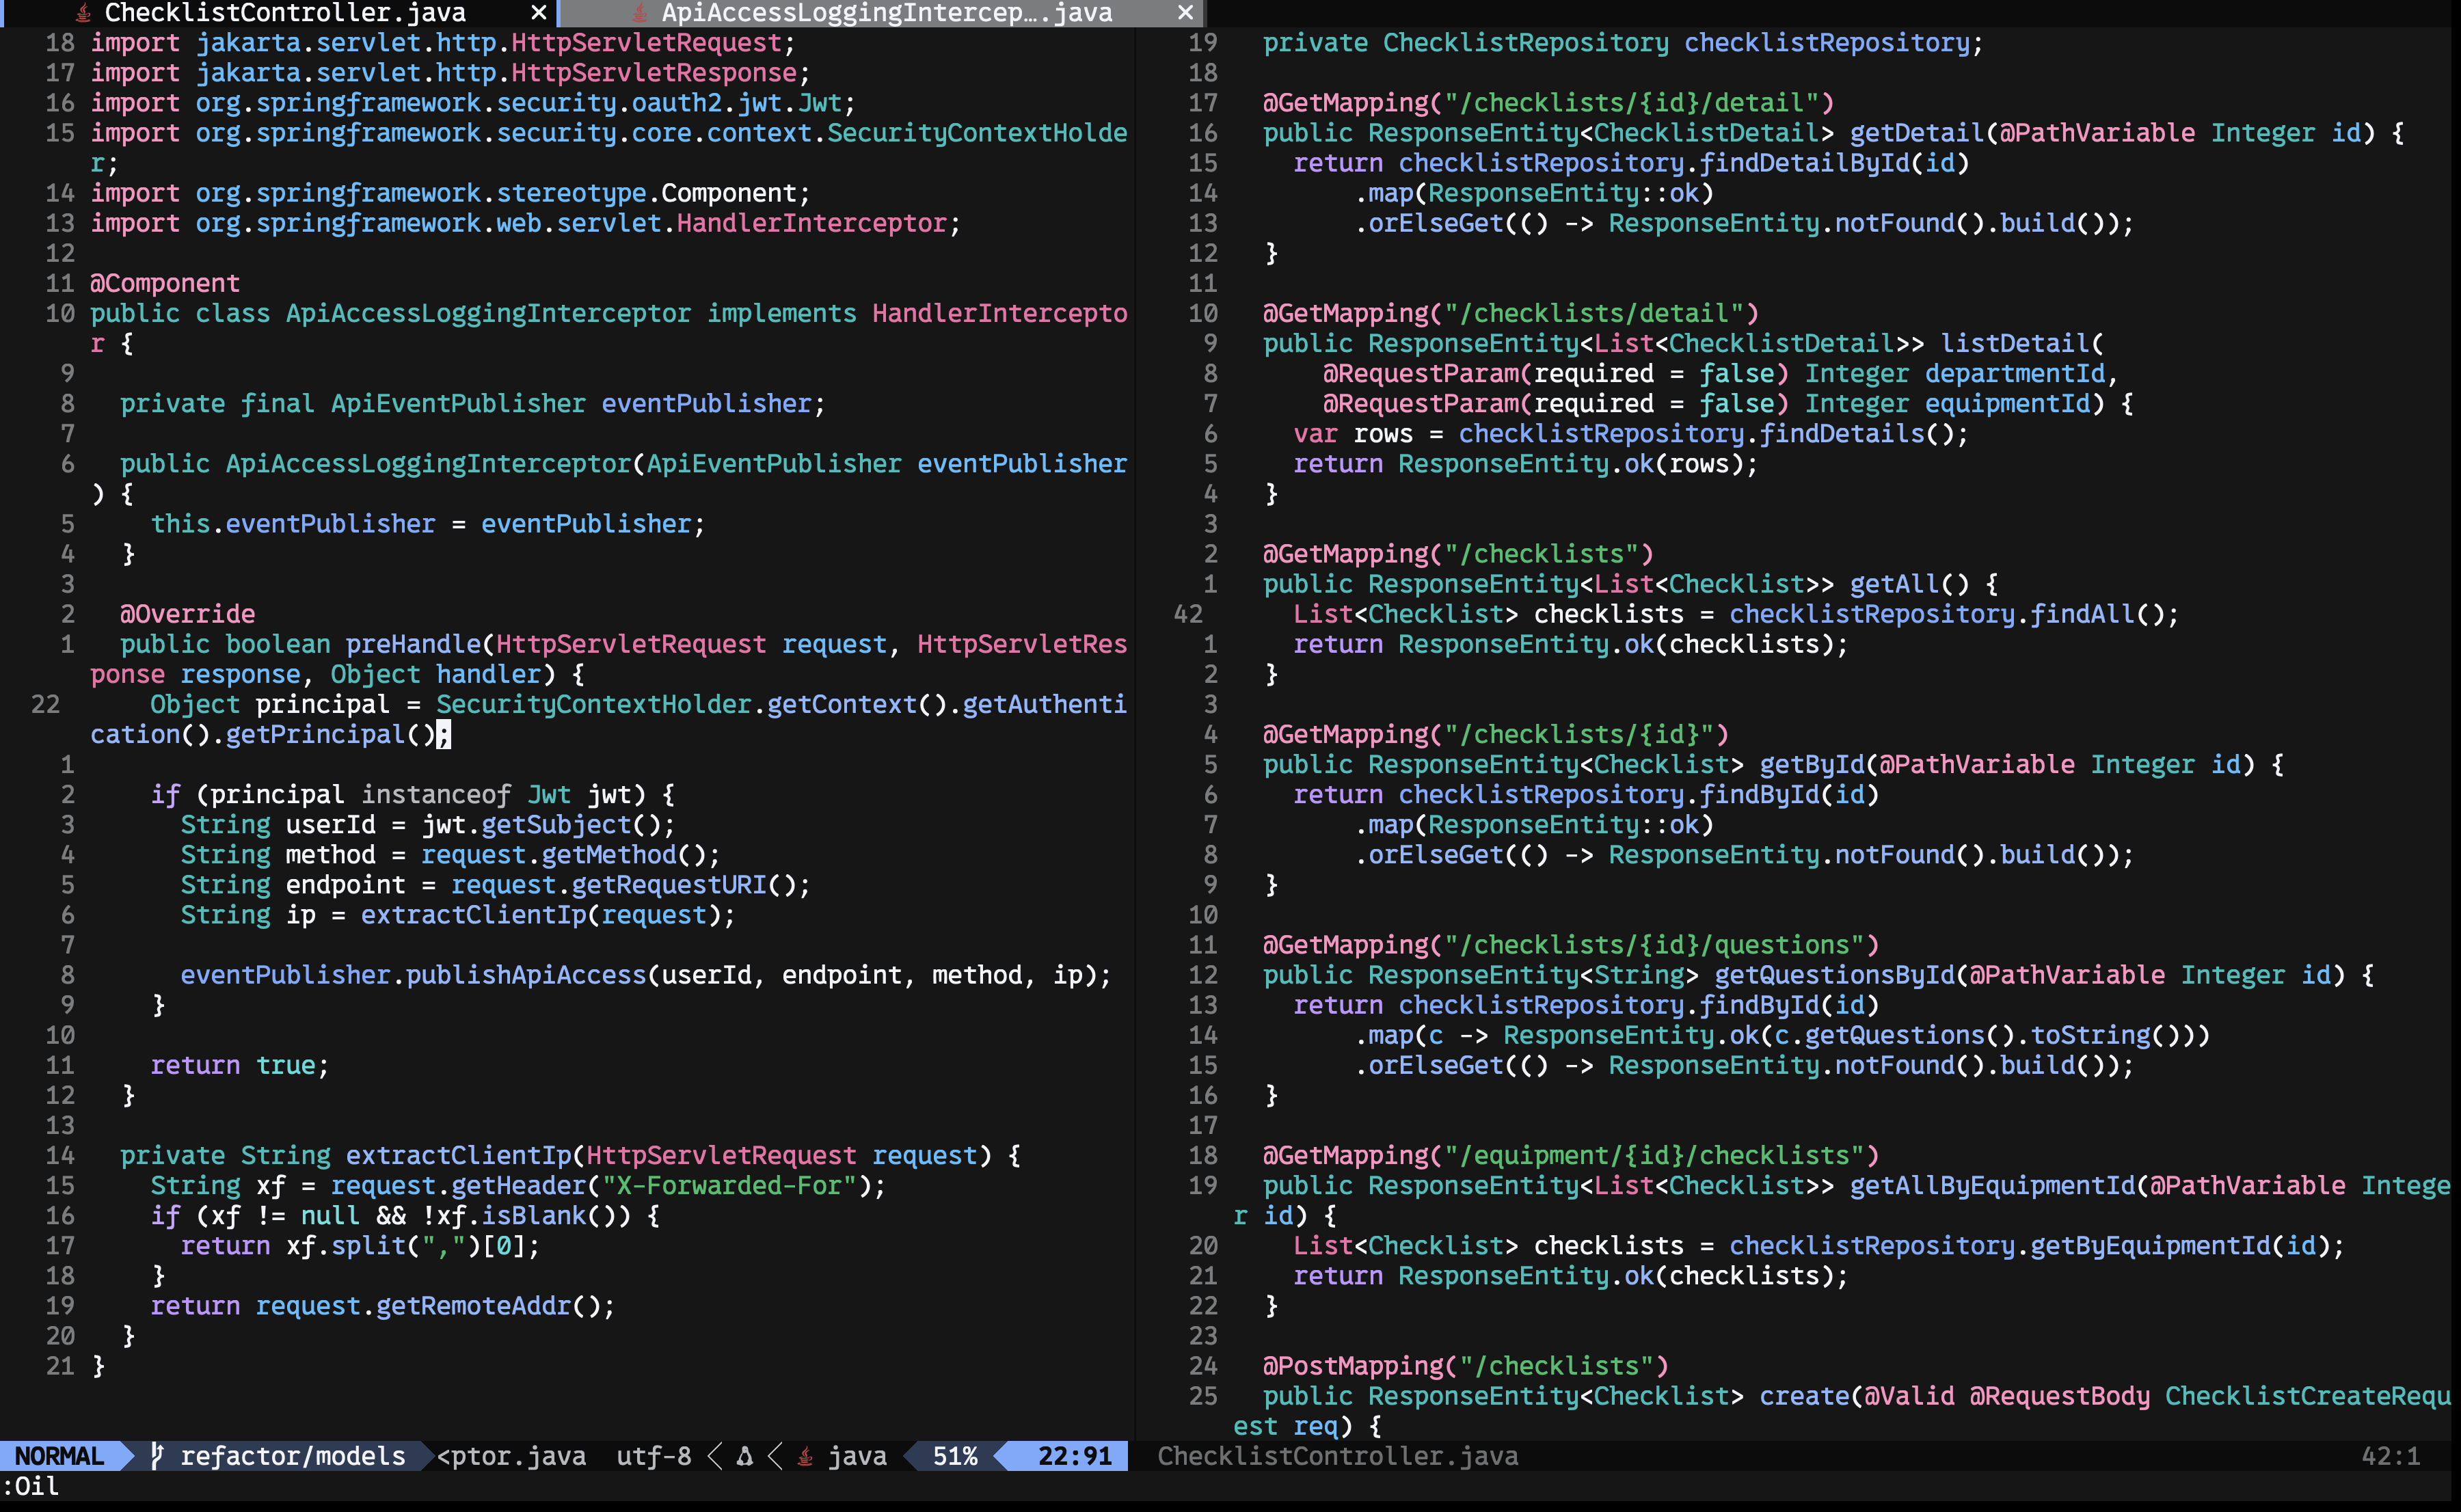 ChecklistController.java ✕ ApiAccessLoggingIntercep….java ✕
18 import jakarta.servlet.http.HttpServletRequest;
17 import jakarta.servlet.http.HttpServletResponse;
16 import org.springframework.security.oauth2.jwt.Jwt;
15 import org.springframework.security.core.context.SecurityContextHolde
r;
14 import org.springframework.stereotype.Component;
13 import org.springframework.web.servlet.HandlerInterceptor;
12
11 @Component
10 public class ApiAccessLoggingInterceptor implements HandlerIntercepto
r {
9
8 private final ApiEventPublisher eventPublisher;
7
6 public ApiAccessLoggingInterceptor(ApiEventPublisher eventPublisher
) {
5 this.eventPublisher = eventPublisher;
4 }
3
2 @Override
1 public boolean preHandle(HttpServletRequest request, HttpServletRes
ponse response, Object handler) {
22 Object principal = SecurityContextHolder.getContext().getAuthenti
cation().getPrincipal();
1
2 if (principal instanceof Jwt jwt) {
3 String userId = jwt.getSubject();
4 String method = request.getMethod();
5 String endpoint = request.getRequestURI();
6 String ip = extractClientIp(request);
7
8 eventPublisher.publishApiAccess(userId, endpoint, method, ip);
9 }
10
11 return true;
12 }
13
14 private String extractClientIp(HttpServletRequest request) {
15 String xf = request.getHeader("X-Forwarded-For");
16 if (xf != null && !xf.isBlank()) {
17 return xf.split(",")[0];
18 }
19 return request.getRemoteAddr();
20 }
21 }
19 private ChecklistRepository checklistRepository;
18
17 @GetMapping("/checklists/{id}/detail")
16 public ResponseEntity<ChecklistDetail> getDetail(@PathVariable Integer id) {
15 return checklistRepository.findDetailById(id)
14 .map(ResponseEntity::ok)
13 .orElseGet(() -> ResponseEntity.notFound().build());
12 }
11
10 @GetMapping("/checklists/detail")
9 public ResponseEntity<List<ChecklistDetail>> listDetail(
8 @RequestParam(required = false) Integer departmentId,
7 @RequestParam(required = false) Integer equipmentId) {
6 var rows = checklistRepository.findDetails();
5 return ResponseEntity.ok(rows);
4 }
3
2 @GetMapping("/checklists")
1 public ResponseEntity<List<Checklist>> getAll() {
42 List<Checklist> checklists = checklistRepository.findAll();
1 return ResponseEntity.ok(checklists);
2 }
3
4 @GetMapping("/checklists/{id}")
5 public ResponseEntity<Checklist> getById(@PathVariable Integer id) {
6 return checklistRepository.findById(id)
7 .map(ResponseEntity::ok)
8 .orElseGet(() -> ResponseEntity.notFound().build());
9 }
10
11 @GetMapping("/checklists/{id}/questions")
12 public ResponseEntity<String> getQuestionsById(@PathVariable Integer id) {
13 return checklistRepository.findById(id)
14 .map(c -> ResponseEntity.ok(c.getQuestions().toString()))
15 .orElseGet(() -> ResponseEntity.notFound().build());
16 }
17
18 @GetMapping("/equipment/{id}/checklists")
19 public ResponseEntity<List<Checklist>> getAllByEquipmentId(@PathVariable Intege
r id) {
20 List<Checklist> checklists = checklistRepository.getByEquipmentId(id);
21 return ResponseEntity.ok(checklists);
22 }
23
24 @PostMapping("/checklists")
25 public ResponseEntity<Checklist> create(@Valid @RequestBody ChecklistCreateRequ
est req) {
NORMAL refactor/models <ptor.java utf-8 java 51% 22:91 ChecklistController.java 42:1
:Oil